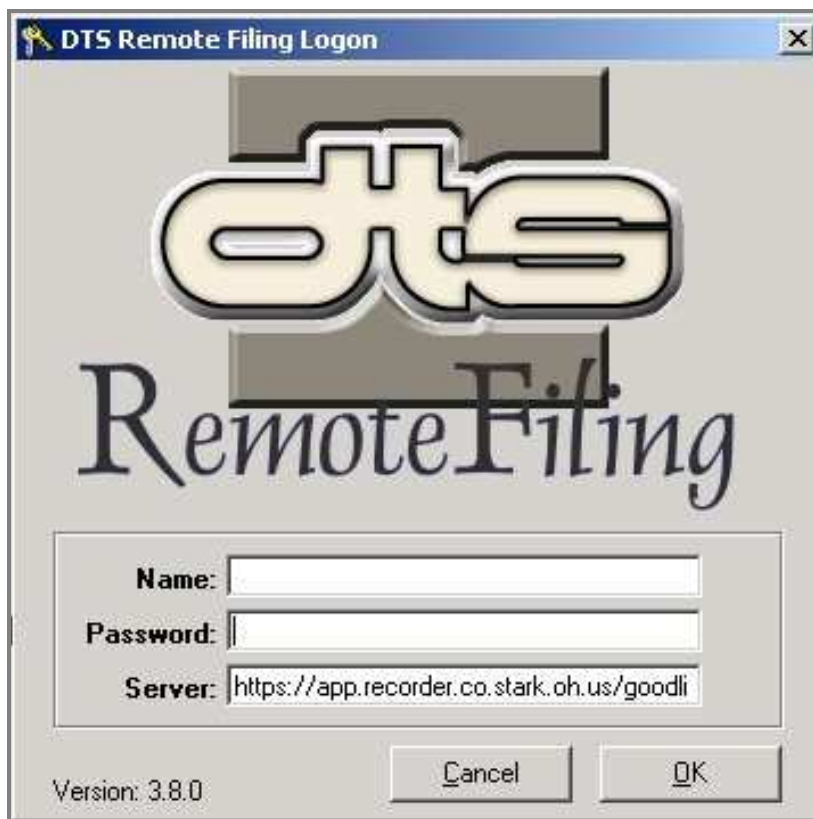 DTS Remote Filing Logon
dts
RemoteFiling
Name:
Password:
Server: https://app.recorder.co.stark.oh.us/goodli
Version: 3.8.0
Cancel
OK